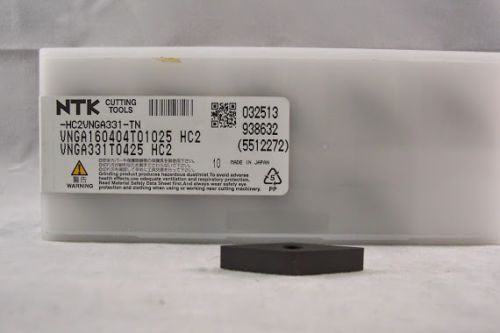 NTK CUTTING TOOLS
032513
-HC2VNGA331-TN
938632
VNGA160404T01025 HC2
(5512272)
VNGA331T0425 HC2
10 MADE IN JAPAN
警告
WARNING
Grinding product produces hazardous dust/mist.To avoid adverse
health effects,use adequate ventilation and respiratory protection.
Read Material Safety Data Sheet first.And always wear safety eye
protection and clothing when using or working near cutting machinery.
5
PP